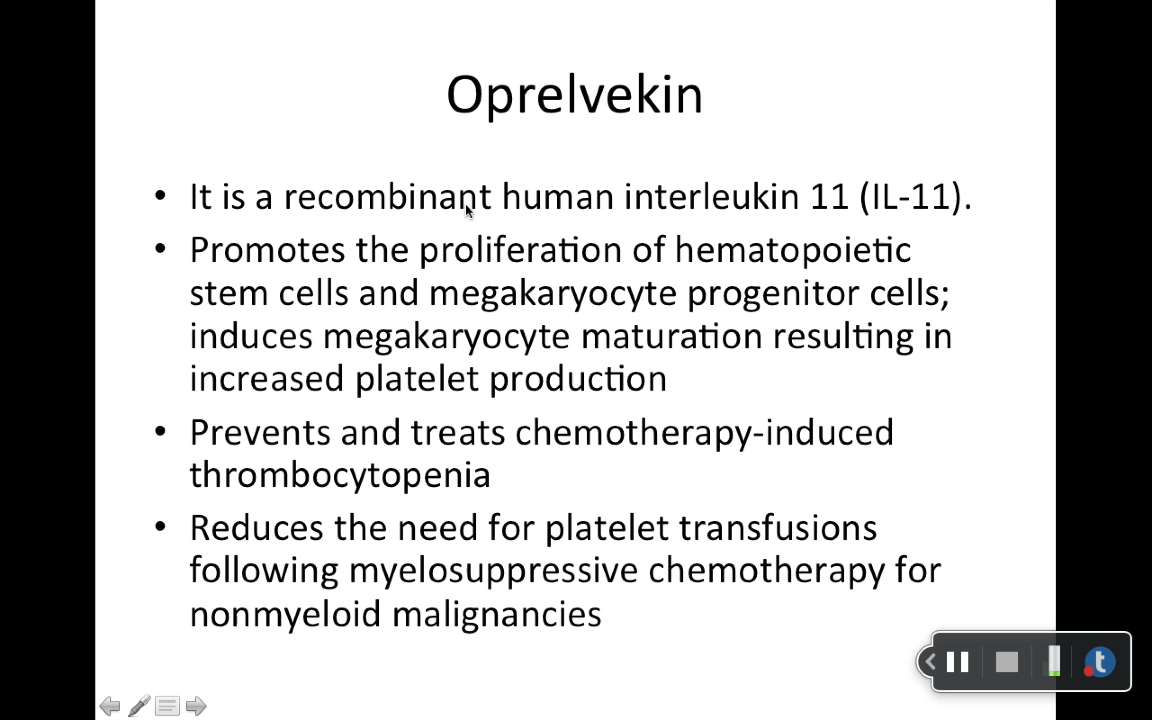 Oprelvekin
• It is a recombinant human interleukin 11 (IL-11).
• Promotes the proliferation of hematopoietic
stem cells and megakaryocyte progenitor cells;
induces megakaryocyte maturation resulting in
increased platelet production
• Prevents and treats chemotherapy-induced
thrombocytopenia
• Reduces the need for platelet transfusions
following myelosuppressive chemotherapy for
nonmyeloid malignancies
t